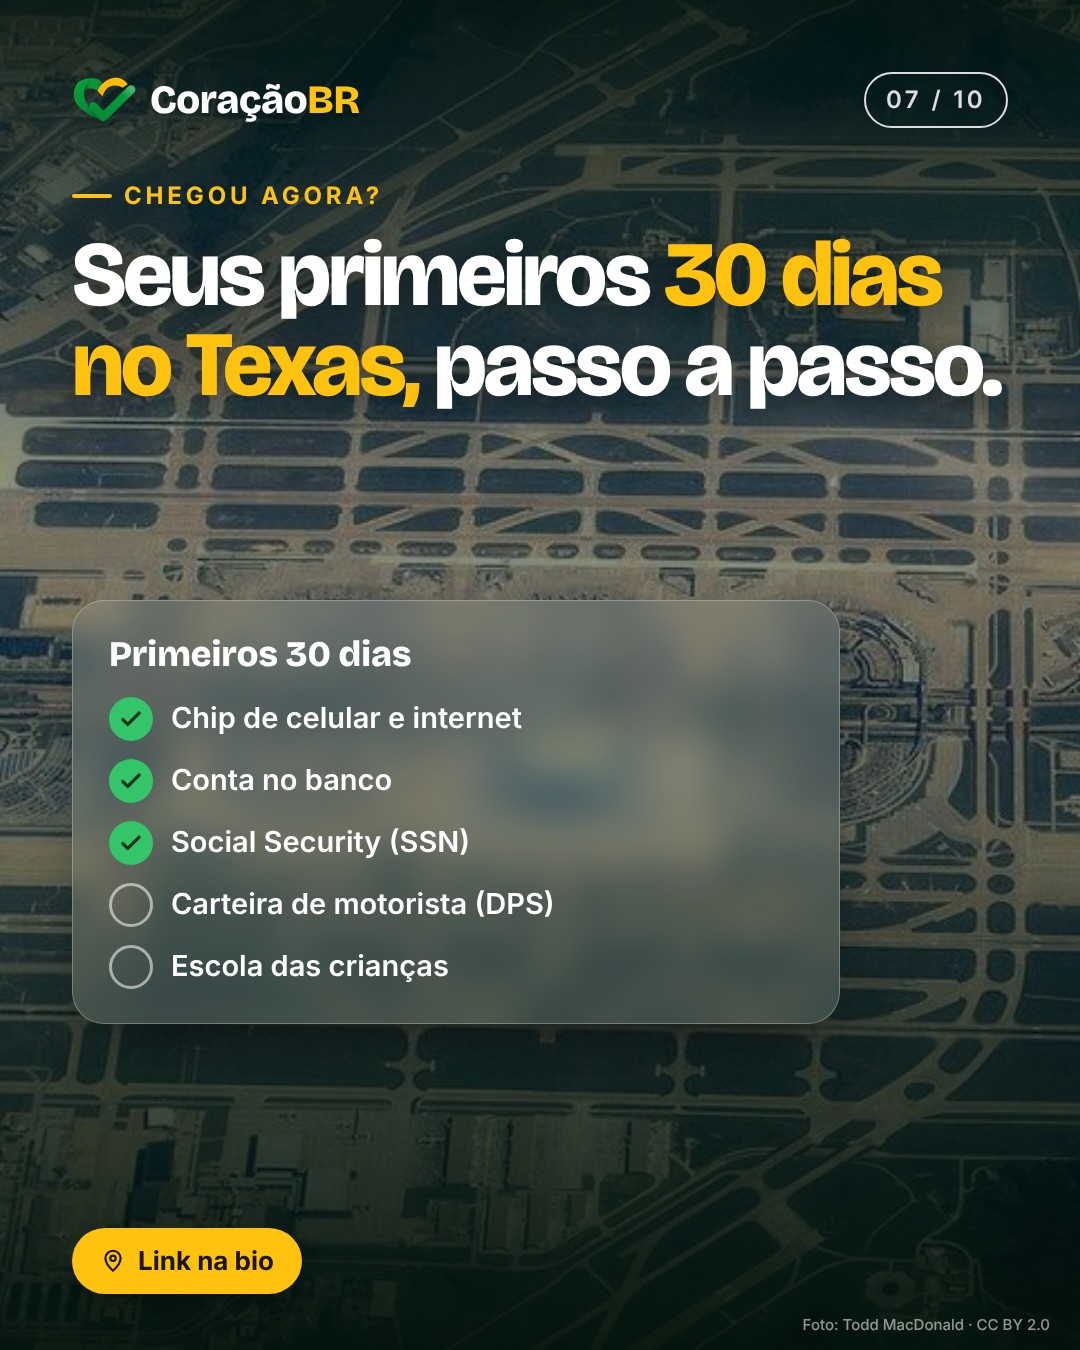 CoraçãoBR
07 / 10
CHEGOU AGORA?
Seus primeiros 30 dias
no Texas, passo a passo.
Primeiros 30 dias
Chip de celular e internet
Conta no banco
Social Security (SSN)
Carteira de motorista (DPS)
Escola das crianças
Link na bio
Foto: Todd MacDonald · CC BY 2.0